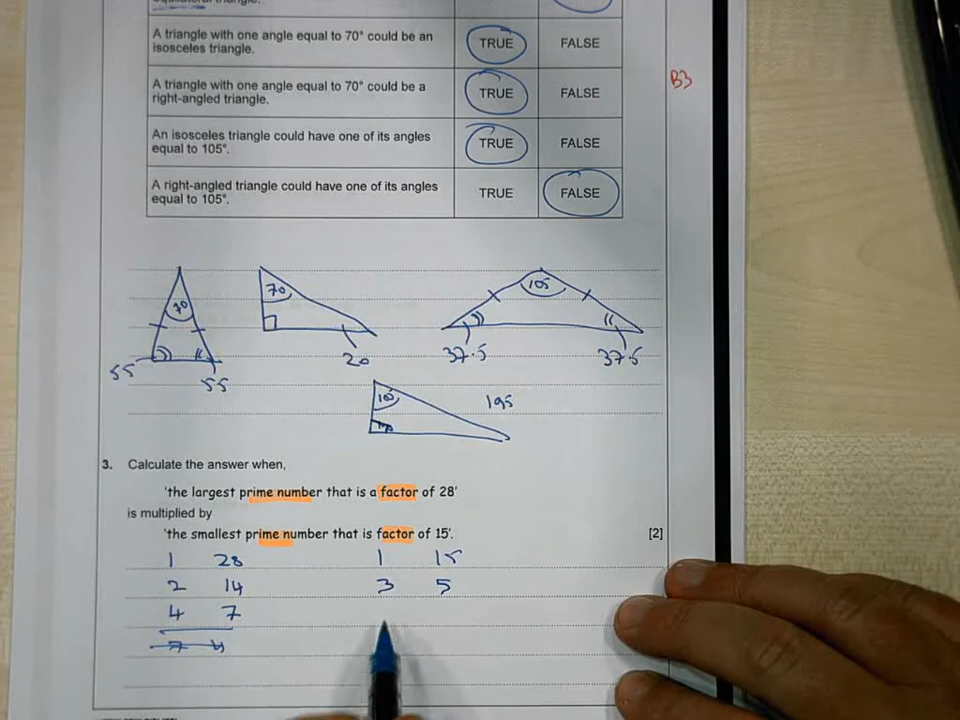 equilateral triangle.
A triangle with one angle equal to 70° could be an
isosceles triangle.
TRUE FALSE
A triangle with one angle equal to 70° could be a
right-angled triangle.
TRUE FALSE
B3
An isosceles triangle could have one of its angles
equal to 105°.
TRUE FALSE
A right-angled triangle could have one of its angles
equal to 105°.
TRUE FALSE
70
55
55
70
20
105
37.5
37.5
105
195
3. Calculate the answer when,
'the largest prime number that is a factor of 28'
is multiplied by
'the smallest prime number that is factor of 15'. [2]
1 28 1 15
2 14 3 5
4 7
7 4